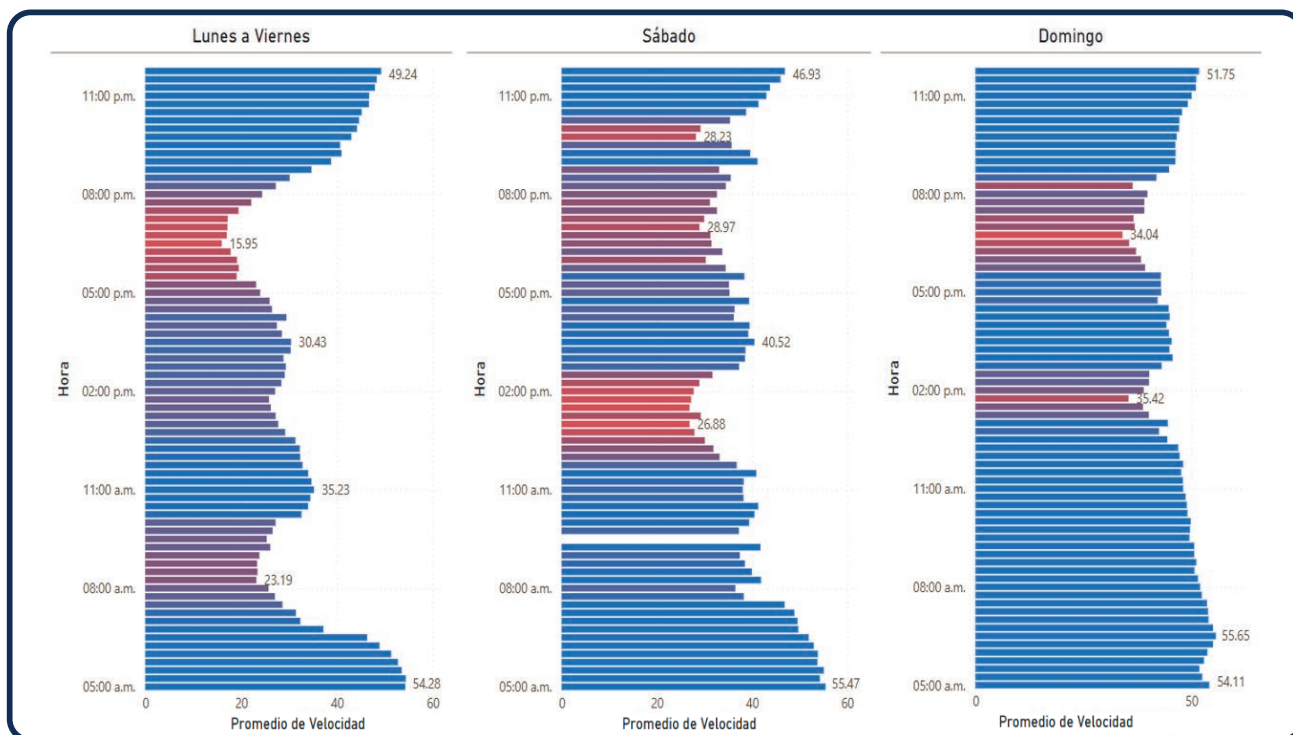 Lunes a Viernes
49.24
11:00 p.m.
08:00 p.m.
15.95
05:00 p.m.
30.43
Hora
02:00 p.m.
35.23
11:00 a.m.
23.19
08:00 a.m.
54.28
05:00 a.m.
0 20 40 60
Promedio de Velocidad
Sábado
46.93
11:00 p.m.
28.23
08:00 p.m.
28.97
05:00 p.m.
40.52
Hora
02:00 p.m.
26.88
11:00 a.m.
08:00 a.m.
55.47
05:00 a.m.
0 20 40 60
Promedio de Velocidad
Domingo
51.75
11:00 p.m.
08:00 p.m.
34.04
05:00 p.m.
Hora
02:00 p.m.
35.42
11:00 a.m.
08:00 a.m.
55.65
54.11
05:00 a.m.
0 50
Promedio de Velocidad